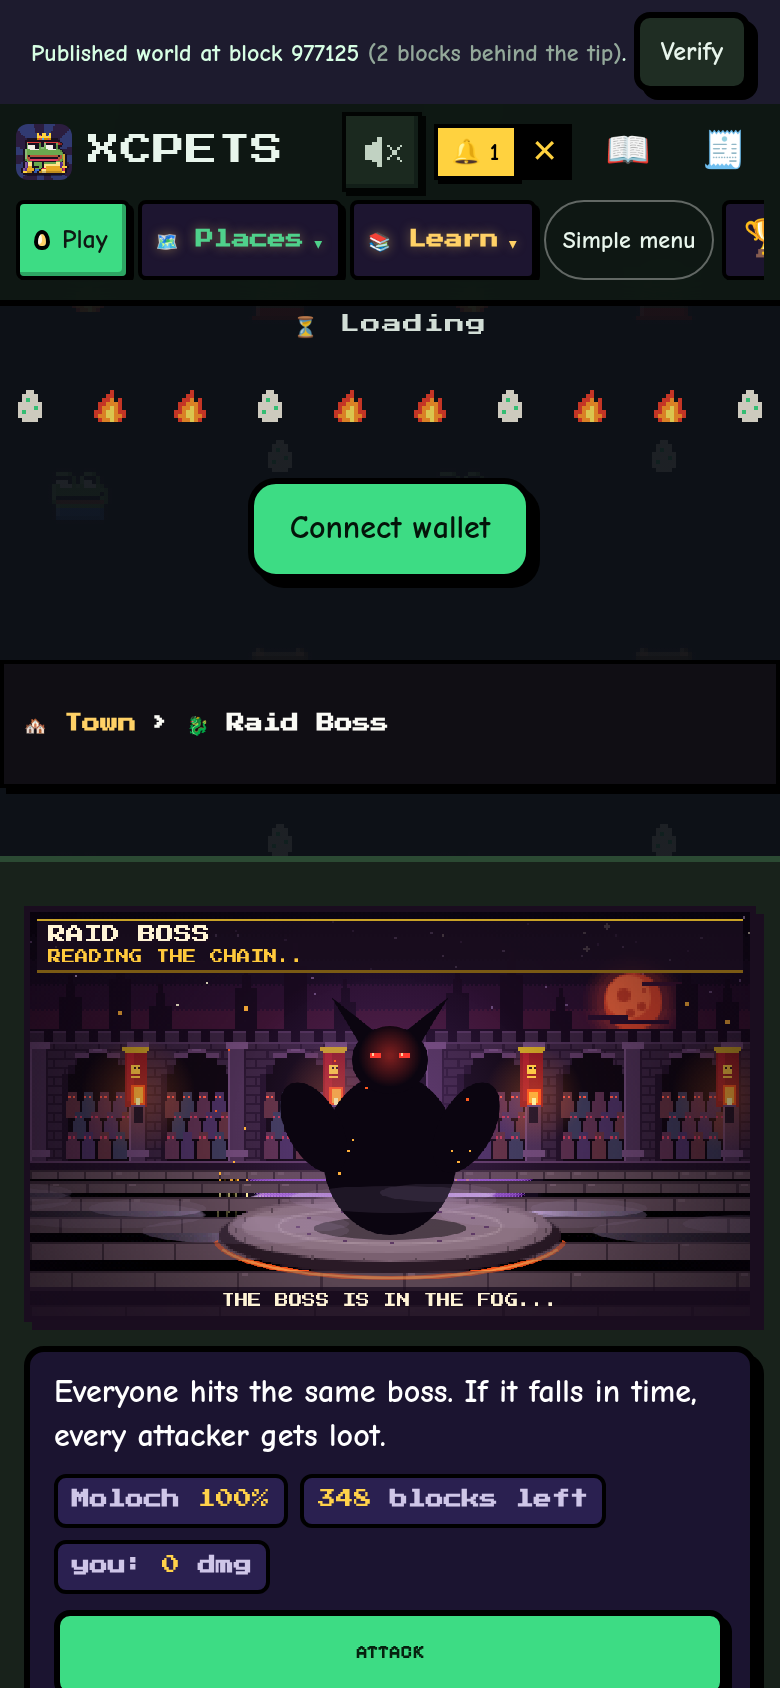 Published world at block 977125 (2 blocks behind the tip).
Verify
XCPETS
1
Play
Places
Learn
Simple menu
Loading
Connect wallet
Town › Raid Boss
RAID BOSS
READING THE CHAIN..
THE BOSS IS IN THE FOG...
Everyone hits the same boss. If it falls in time,
every attacker gets loot.
Moloch 100%
348 blocks left
you: 0 dmg
ATTACK